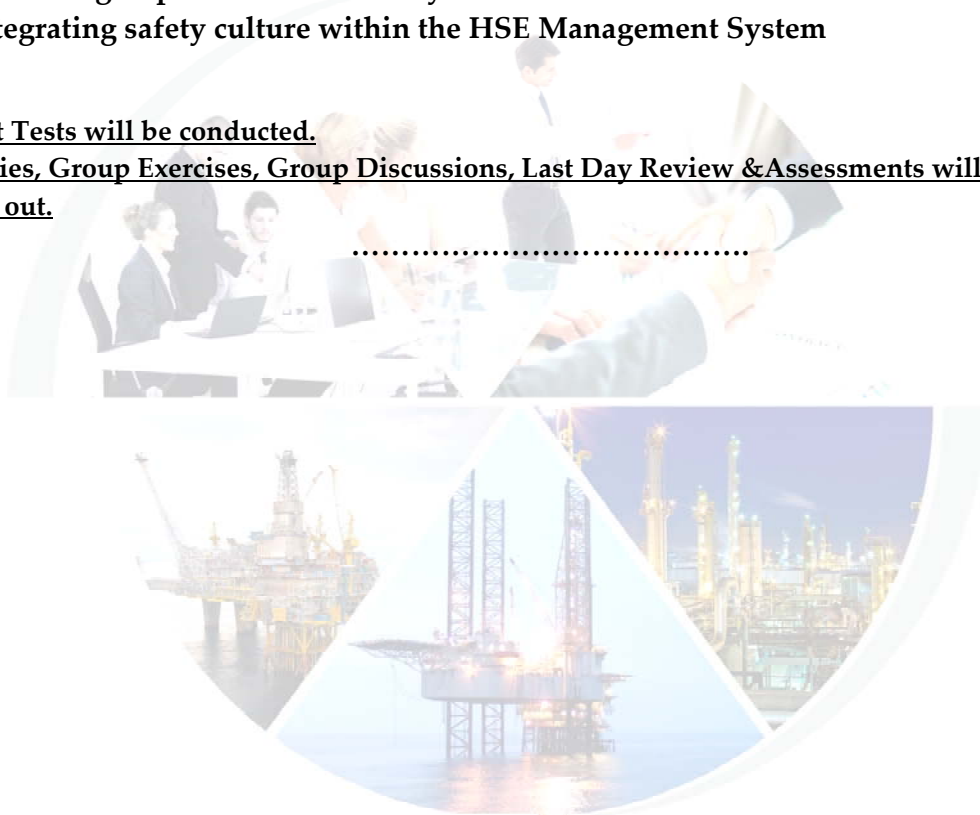 tegrating safety culture within the HSE Management System
t Tests will be conducted.
ies, Group Exercises, Group Discussions, Last Day Review &Assessments will
out.
………………………………….